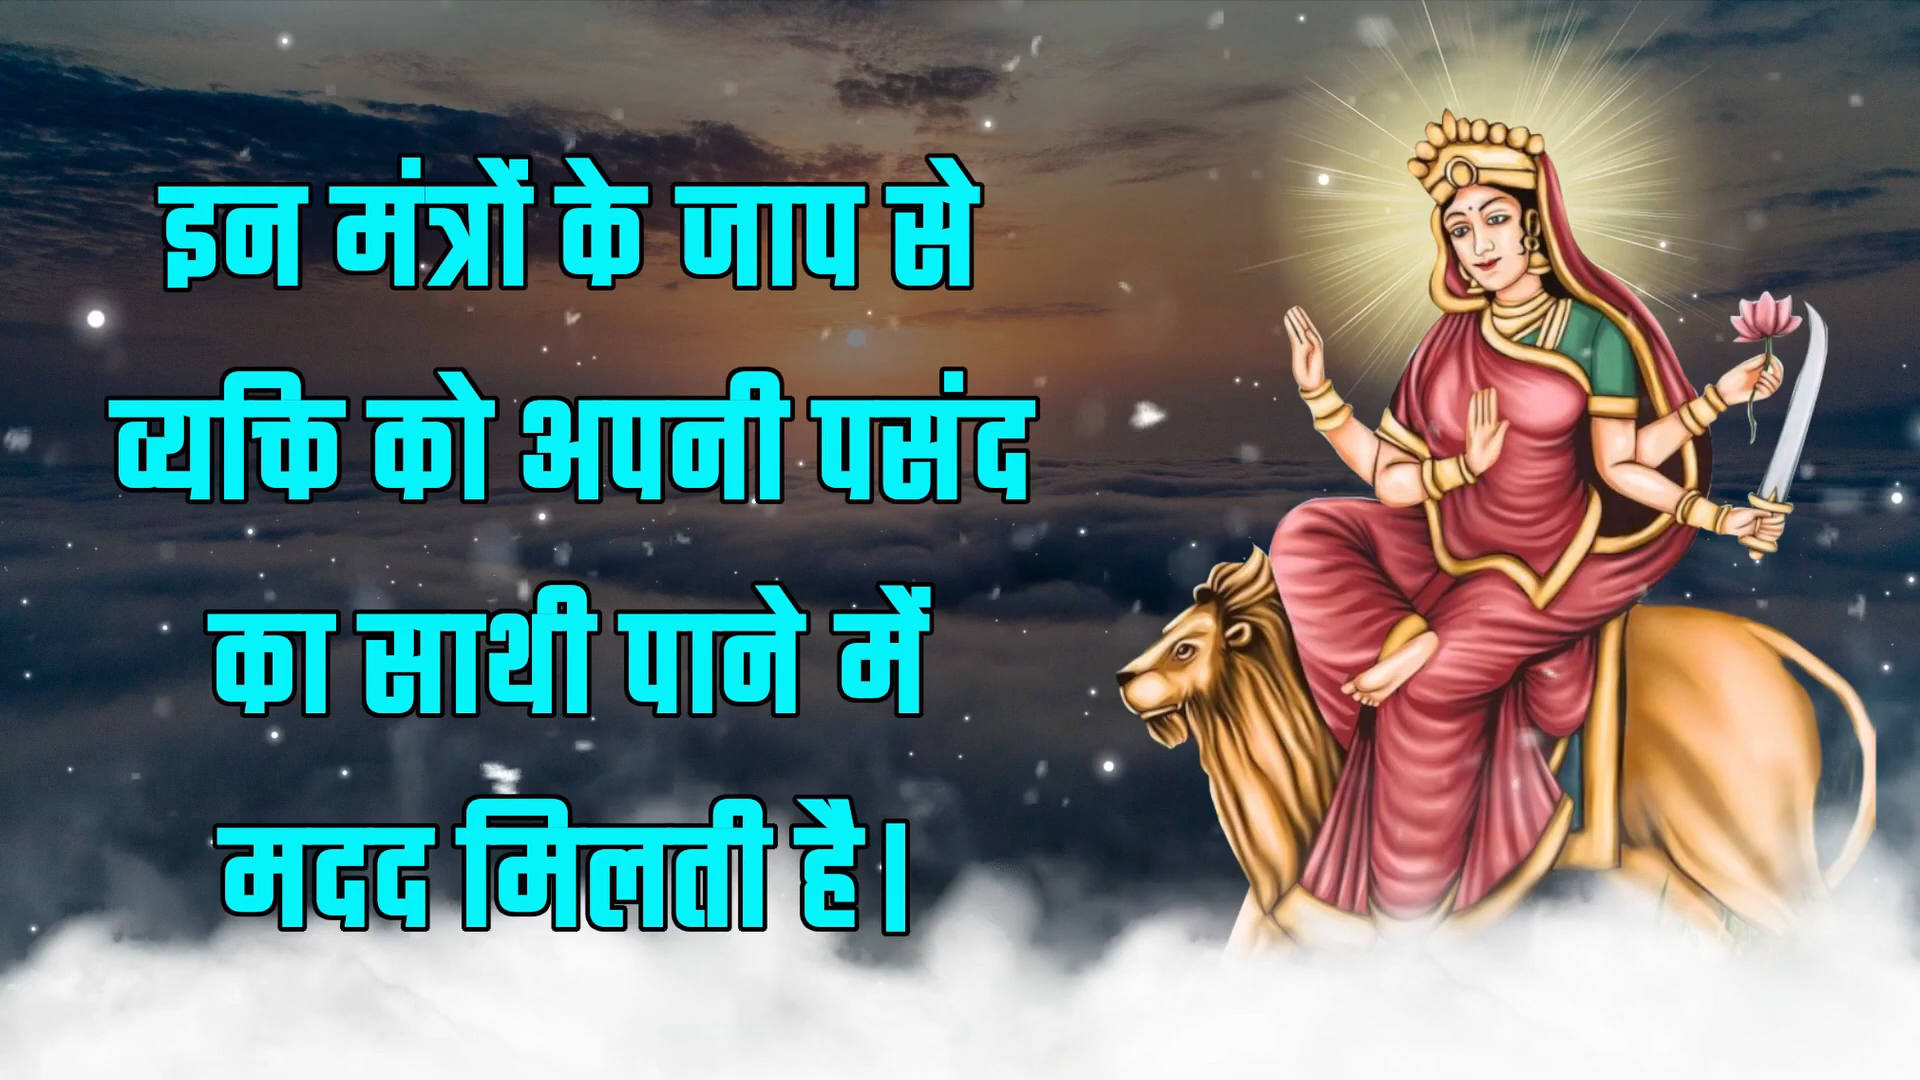 इन मंत्रों के जाप से
व्यक्ति को अपनी पसंद
का साथी पाने में
मदद मिलती है।